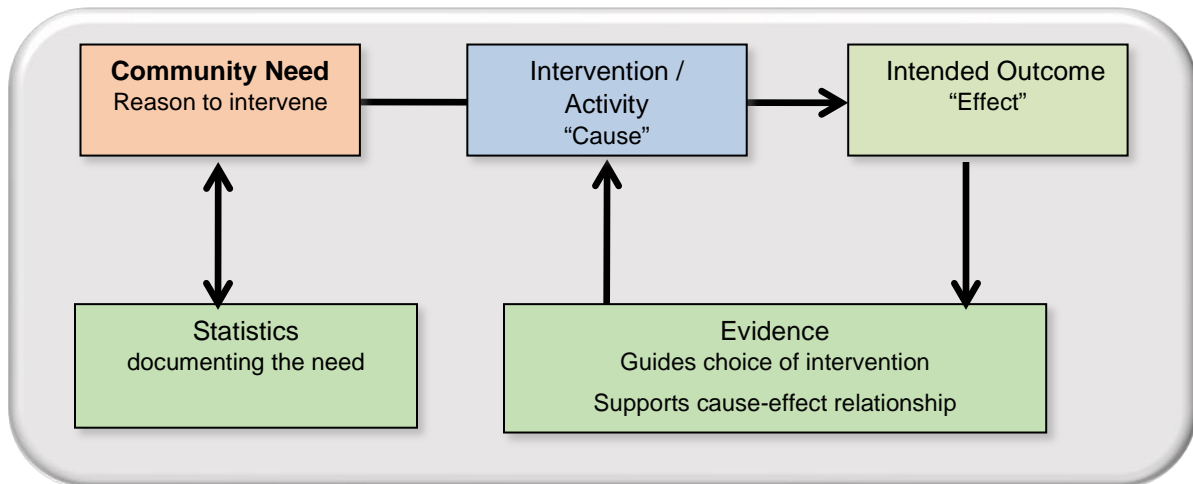 Community Need
Reason to intervene
Intervention /
Activity
“Cause”
Intended Outcome
“Effect”
Statistics
documenting the need
Evidence
Guides choice of intervention
Supports cause-effect relationship